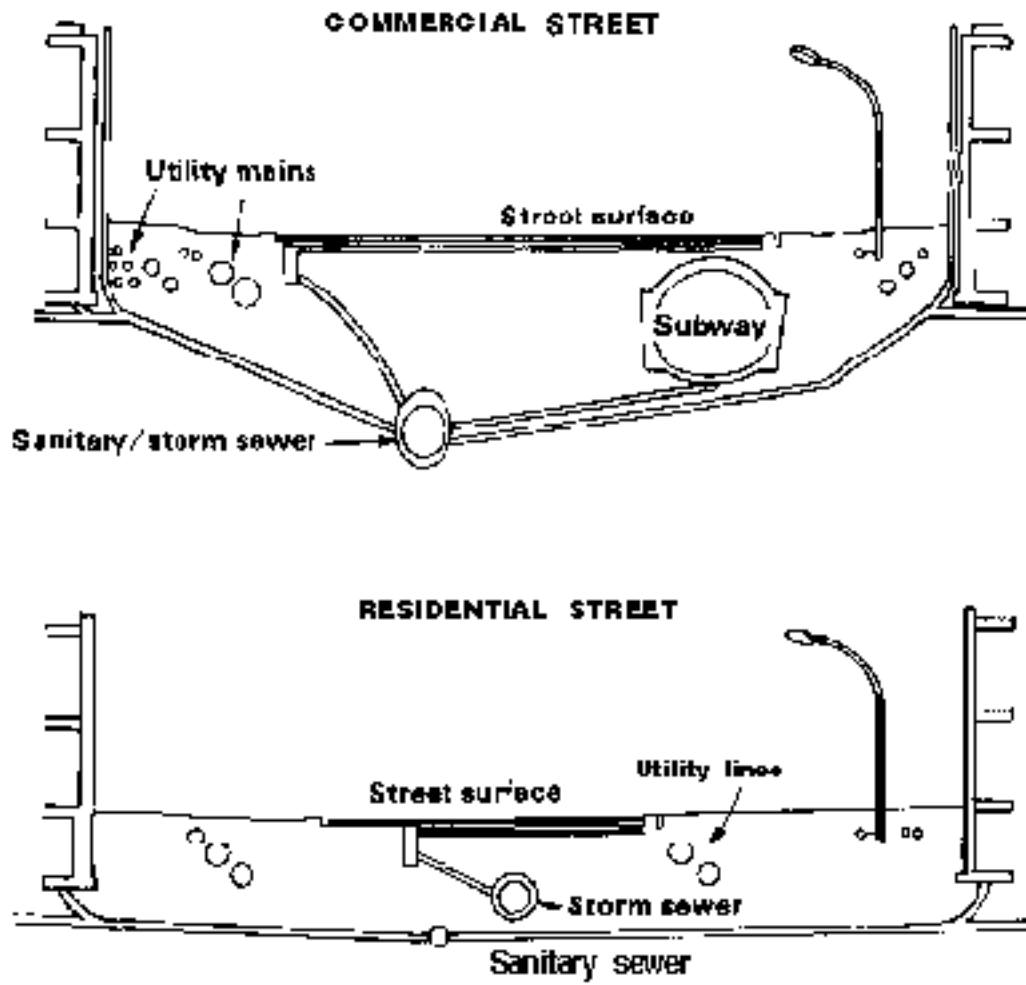 COMMERCIAL STREET
Utility mains
Street surface
Subway
Sanitary/storm sewer
RESIDENTIAL STREET
Utility lines
Street surface
Storm sewer
Sanitary sewer